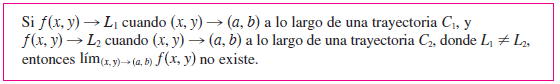 Si f(x, y) → L₁ cuando (x, y) → (a, b) a lo largo de una trayectoria C₁, y
f(x, y) → L₂ cuando (x, y) → (a, b) a lo largo de una trayectoria C₂, donde L₁ ≠ L₂,
entonces lím₍ₓ, ᵧ₎→(a, b) f(x, y) no existe.